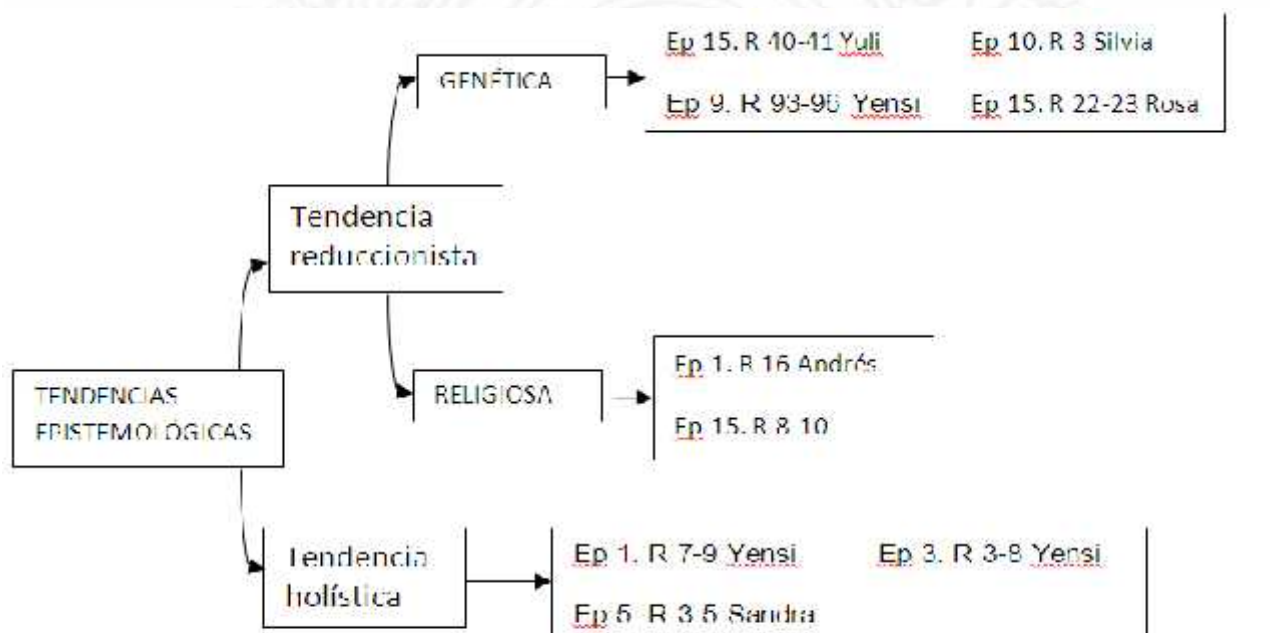 GENÉTICA
Ep 15. R 40-41 Yuli
Ep 10. R 3 Silvia
Ep 9. R 93-96 Yensi
Ep 15. R 22-23 Rosa
Tendencia
reduccionista
RELIGIOSA
Ep 1. R 16 Andrés
Ep 15. R 8-10
TENDENCIAS
EPISTEMOLÓGICAS
Tendencia
holística
Ep 1. R 7-9 Yensi
Ep 3. R 3-8 Yensi
Ep 5. R 3-5 Sandra